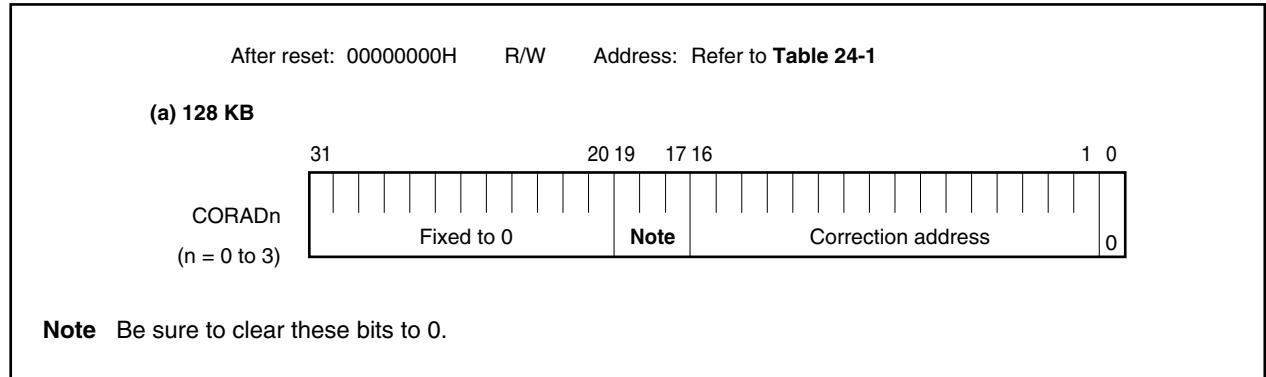 After reset: 00000000H R/W Address: Refer to Table 24-1
(a) 128 KB
31 20 19 17 16 1 0
CORADn
(n = 0 to 3)
Fixed to 0 Note Correction address 0
Note Be sure to clear these bits to 0.